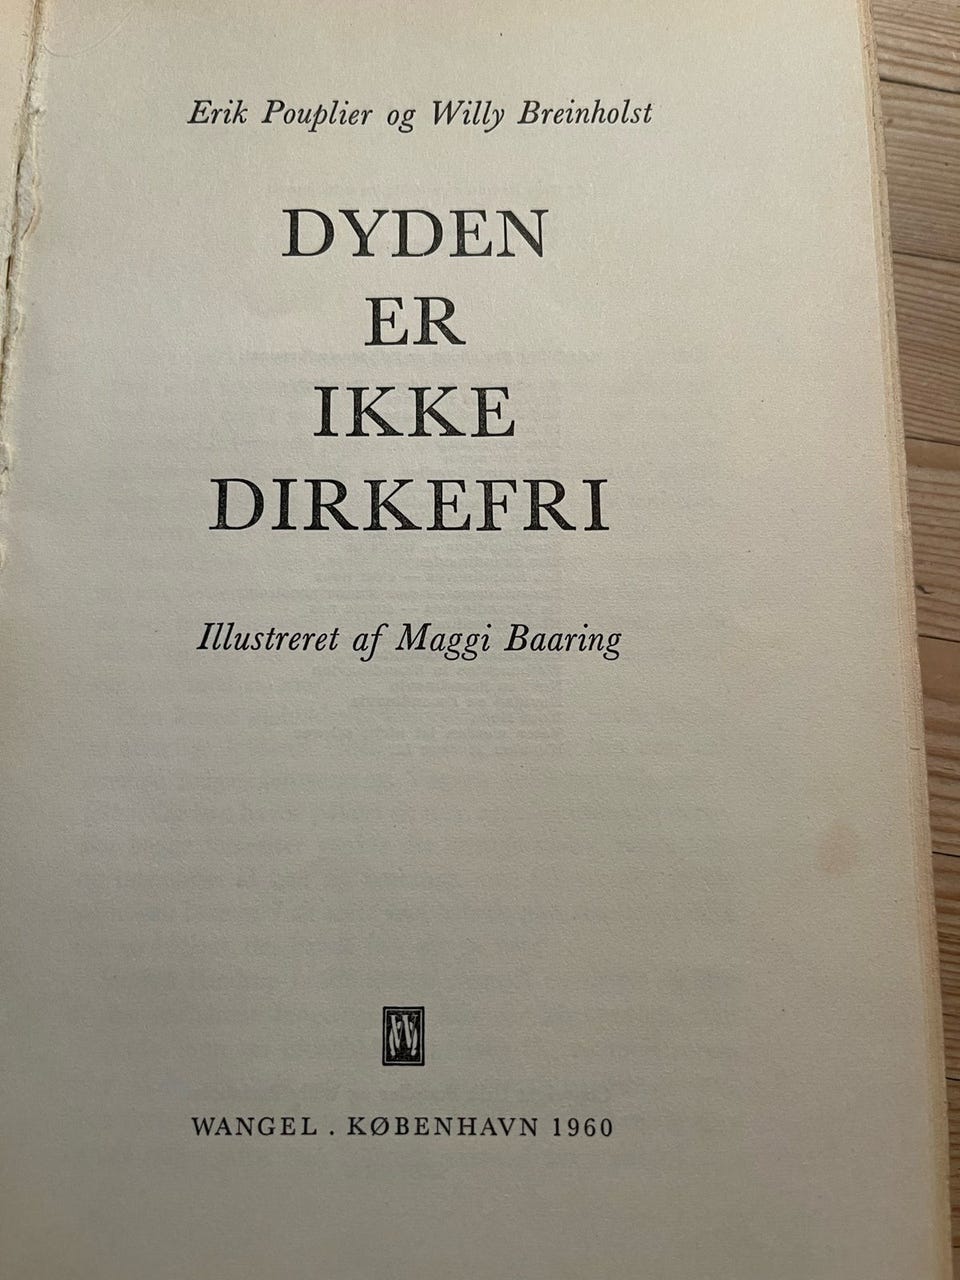 Erik Pouplier og Willy Breinholst
DYDEN
ER
IKKE
DIRKEFRI
Illustreret af Maggi Baaring
W
WANGEL . KØBENHAVN 1960